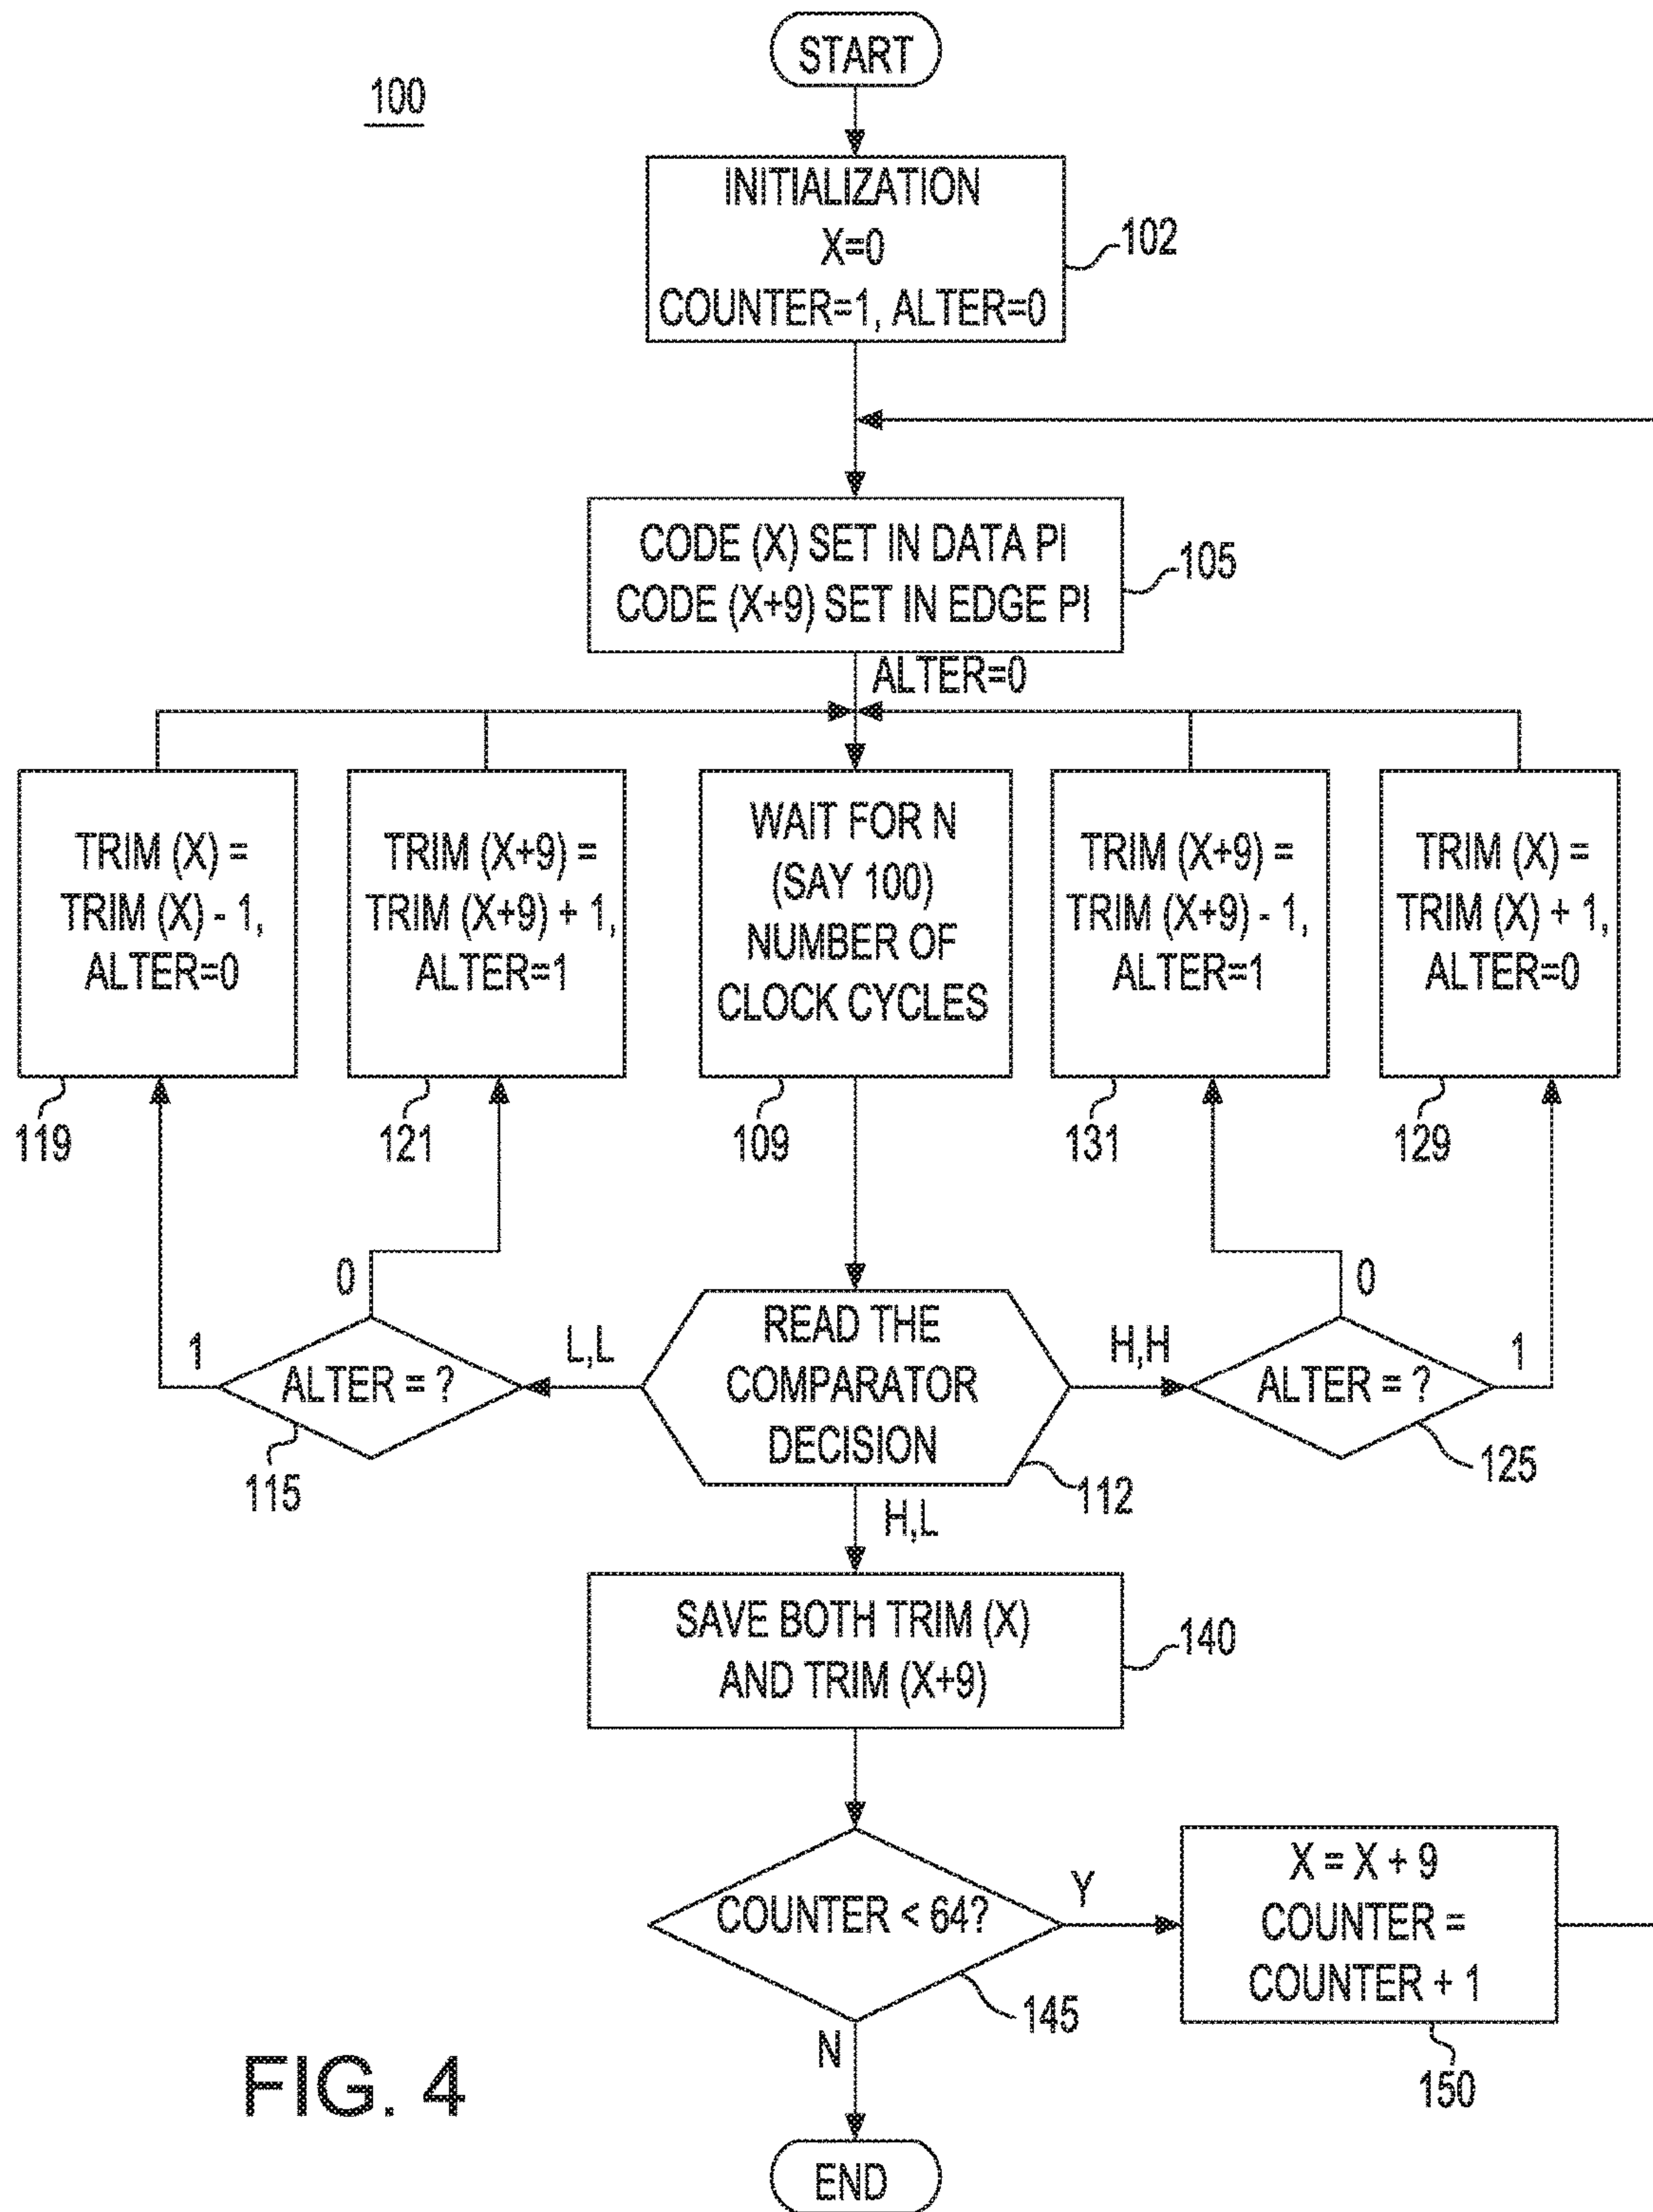 START
100
INITIALIZATION
X=0
COUNTER=1, ALTER=0
102
CODE (X) SET IN DATA PI
CODE (X+9) SET IN EDGE PI
105
ALTER=0
TRIM (X) =
TRIM (X) - 1,
ALTER=0
119
TRIM (X+9) =
TRIM (X+9) + 1,
ALTER=1
121
WAIT FOR N
(SAY 100)
NUMBER OF
CLOCK CYCLES
109
TRIM (X+9) =
TRIM (X+9) - 1,
ALTER=1
131
TRIM (X) =
TRIM (X) + 1,
ALTER=0
129
1
0
ALTER = ?
115
L,L
READ THE
COMPARATOR
DECISION
112
H,H
0
1
ALTER = ?
125
H,L
SAVE BOTH TRIM (X)
AND TRIM (X+9)
140
COUNTER < 64?
145
Y
X = X + 9
COUNTER =
COUNTER + 1
150
N
END
FIG. 4